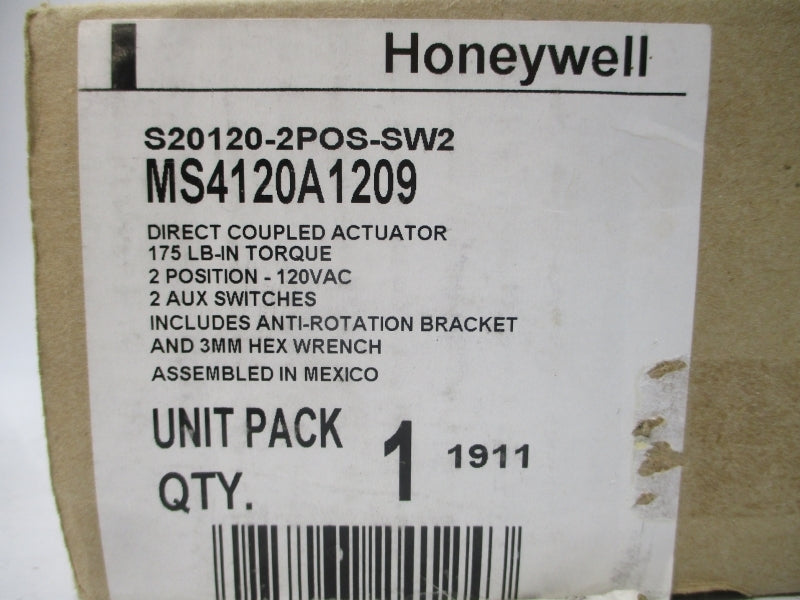 Honeywell
S20120-2POS-SW2
MS4120A1209
DIRECT COUPLED ACTUATOR
175 LB-IN TORQUE
2 POSITION - 120VAC
2 AUX SWITCHES
INCLUDES ANTI-ROTATION BRACKET
AND 3MM HEX WRENCH
ASSEMBLED IN MEXICO
UNIT PACK
QTY. 1 1911